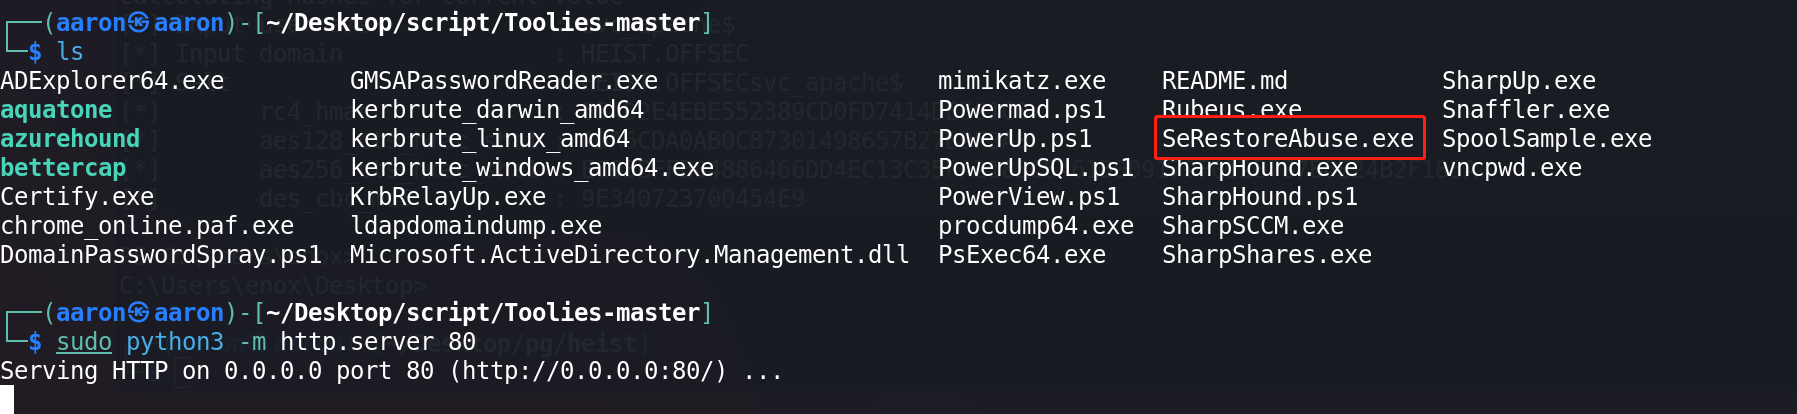 ┌──(aaron㉿aaron)-[~/Desktop/script/Toolies-master]
└─$ ls
ADExplorer64.exe GMSAPasswordReader.exe mimikatz.exe README.md SharpUp.exe
aquatone kerbrute_darwin_amd64 Powermad.ps1 Rubeus.exe Snaffler.exe
azurehound kerbrute_linux_amd64 PowerUp.ps1 SeRestoreAbuse.exe SpoolSample.exe
bettercap kerbrute_windows_amd64.exe PowerUpSQL.ps1 SharpHound.exe vncpwd.exe
Certify.exe KrbRelayUp.exe PowerView.ps1 SharpHound.ps1
chrome_online.paf.exe ldapdomaindump.exe procdump64.exe SharpSCCM.exe
DomainPasswordSpray.ps1 Microsoft.ActiveDirectory.Management.dll PsExec64.exe SharpShares.exe
C:\Users\enox\Desktop>
┌──(aaron㉿aaron)-[~/Desktop/script/Toolies-master]
└─$ sudo python3 -m http.server 80
Serving HTTP on 0.0.0.0 port 80 (http://0.0.0.0:80/) ...